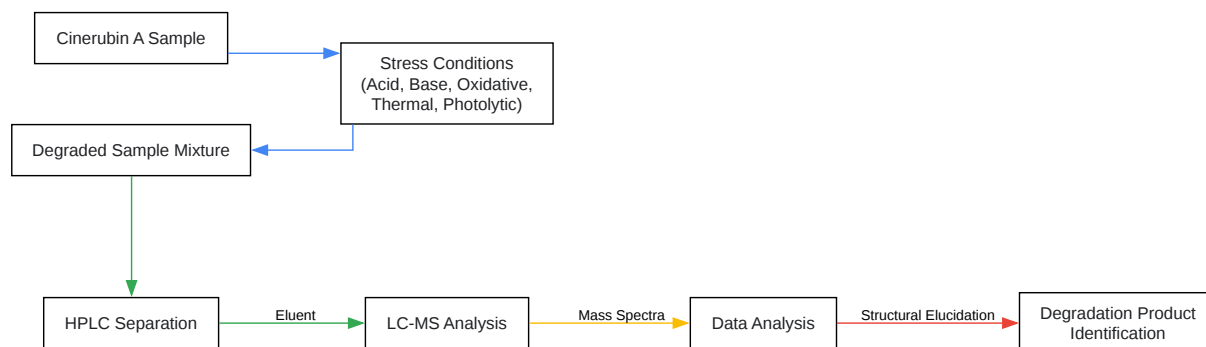 Cinerubin A Sample
Stress Conditions
(Acid, Base, Oxidative,
Thermal, Photolytic)
Degraded Sample Mixture
HPLC Separation
Eluent
LC-MS Analysis
Mass Spectra
Data Analysis
Structural Elucidation
Degradation Product
Identification